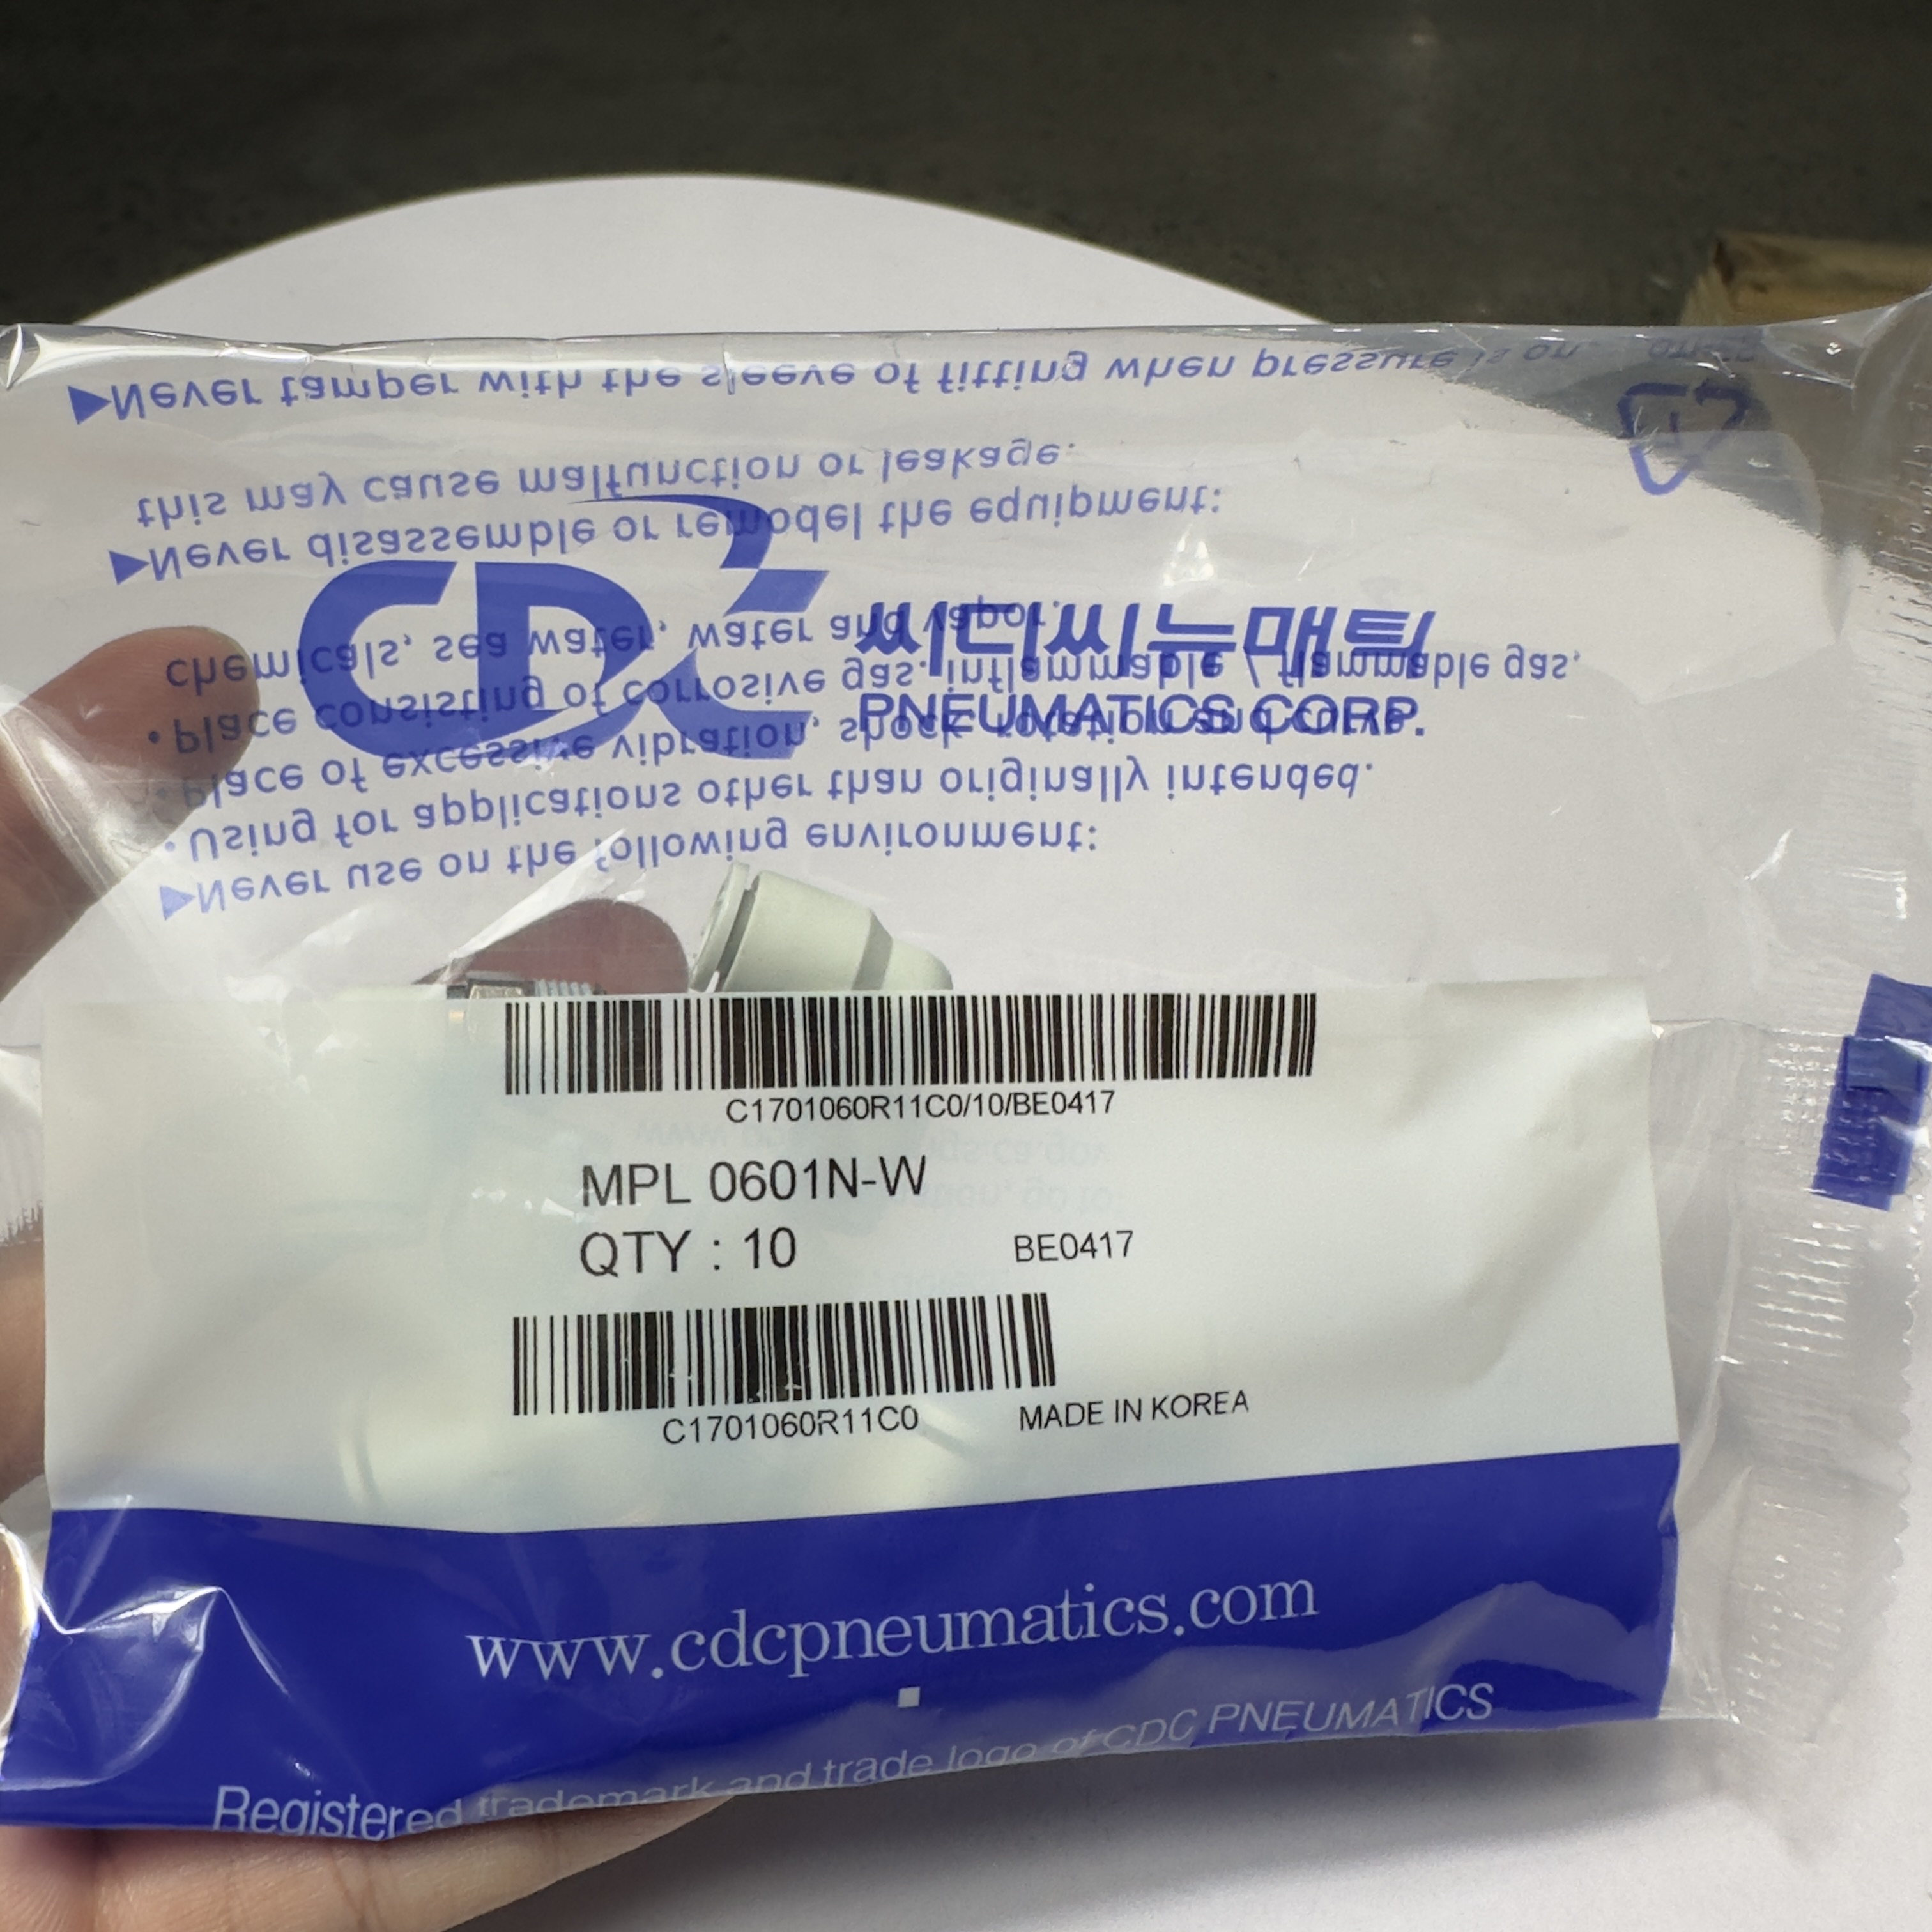 ▶Never tamper with the sleeve of fitting when pressure is on
this may cause malfunction or leakage.
▶Never disassemble or remodel the equipment:
CDC 씨디씨뉴매틱
PNEUMATICS CORP.
chemicals, sea water, water and vapor.
• Place consisting of corrosive gas, inflammable / flammable gas,
• Place of excessive vibration, shock, rotation and curve.
• Using for applications other than originally intended.
▶Never use on the following environment:
C1701060R11C0/10/BE0417
MPL 0601N-W
QTY : 10 BE0417
C1701060R11C0 MADE IN KOREA
www.cdcpneumatics.com
Registered trademark and trade logo of CDC PNEUMATICS